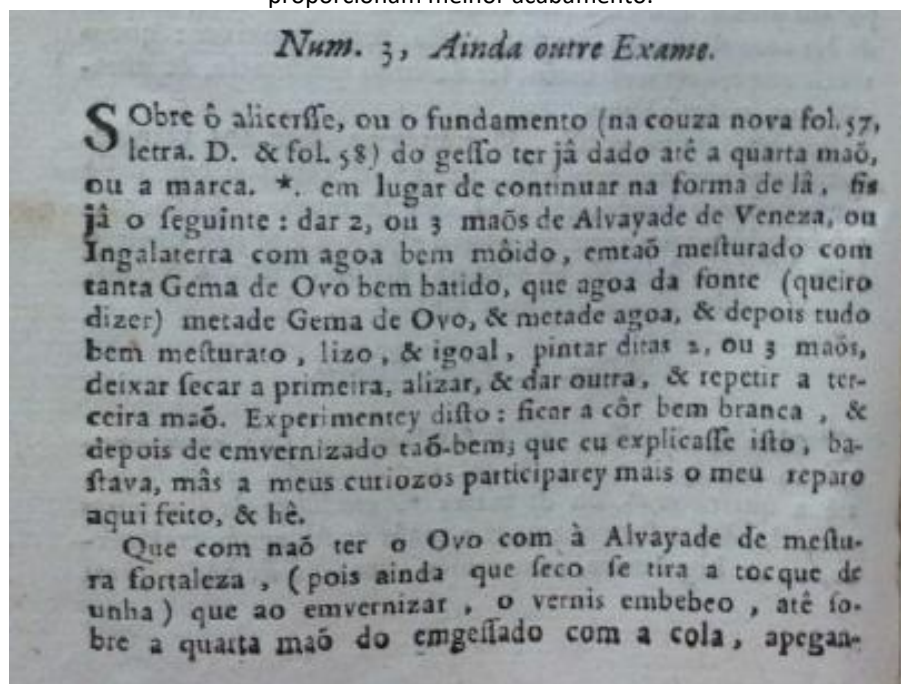 proporcionam melhor acabamento.
Num. 3, Ainda outre Exame.
SObre ô alicerſſe, ou o fundamento (na couza nova fol. 57,
letra. D. & fol. 58) do geſſo ter jâ dado atê a quarta maõ,
ou a marca. *. em lugar de continuar na forma de lâ, fis
jâ o ſeguinte : dar 2, ou 3 maõs de Alvayade de Veneza, ou
Ingalaterra com agoa bem môido, emtaõ meſturado com
tanta Gema de Ovo bem batido, que agoa da fonte (queiro
dizer) metade Gema de Ovo, & metade agoa, & depois tudo
bem meſturato, lizo, & igoal, pintar ditas 2, ou 3 maõs,
deixar ſecar a primeira, alizar, & dar outra, & repetir a ter-
ceira maõ. Experimentey diſto : ficar a côr bem branca, &
depois de emvernizado taõ-bem; que eu explicaſſe iſto, ba-
ſtava, mâs a meus curiozos participarey mais o meu reparo
aqui feito, & hê.
Que com naõ ter o Ovo com à Alvayade de meſtu-
ra fortaleza, (pois ainda que ſeco ſe tira a tocque de
unha) que ao emvernizar, o vernis embebeo, atê ſo-
bre a quarta maõ do emgeſſado com a cola, apegan-